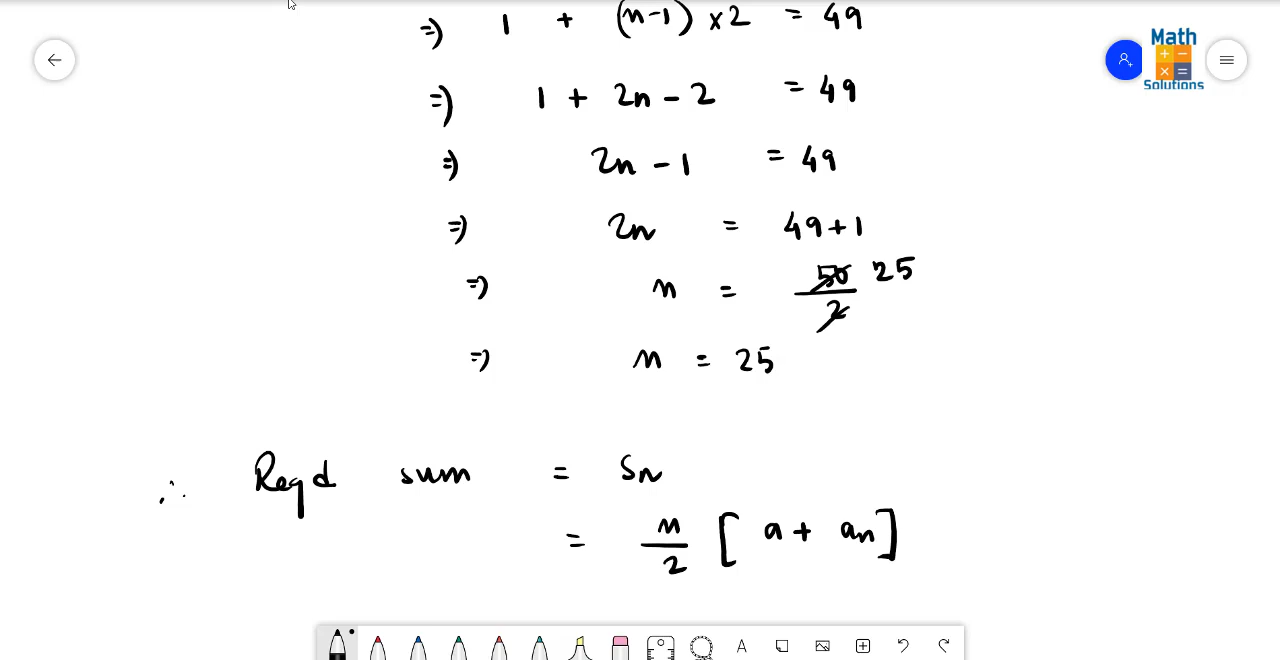 ⇒ 1 + (n-1) × 2 = 49
Math
+ −
× =
Solutions
⇒ 1 + 2n - 2 = 49
⇒ 2n - 1 = 49
⇒ 2n = 49 + 1
⇒ n = 50/2 25
⇒ n = 25
∴ Reqd sum = Sn
= n/2 [a + an]
A